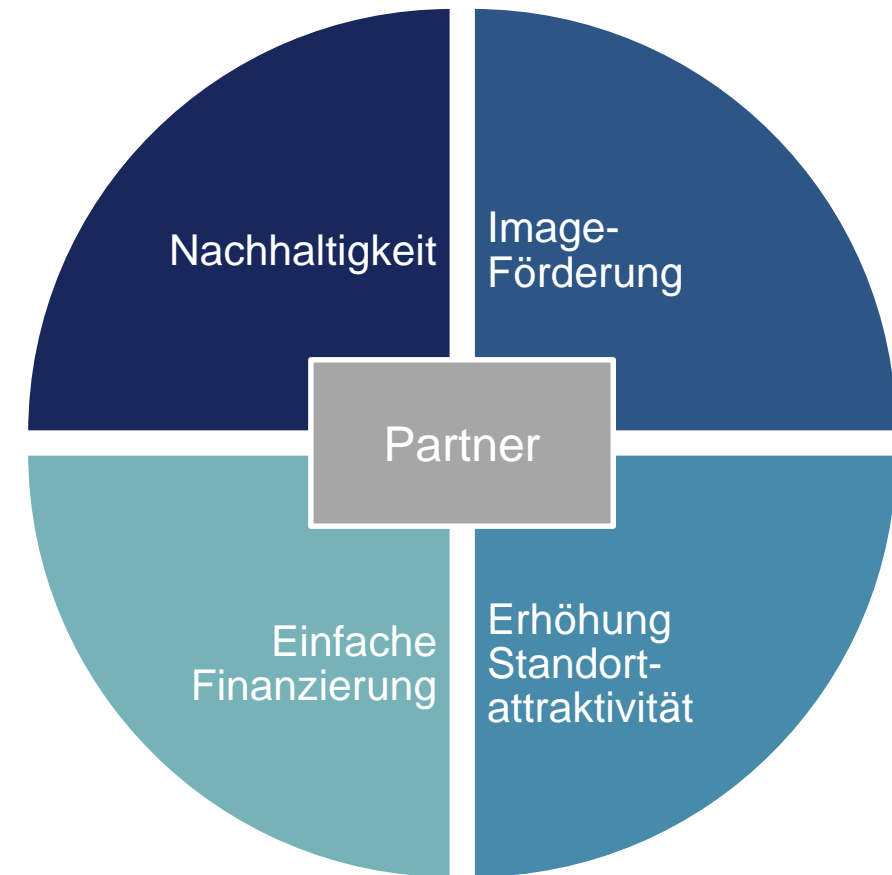 Nachhaltigkeit
Image-
Förderung
Partner
Einfache
Finanzierung
Erhöhung
Standort-
attraktivität